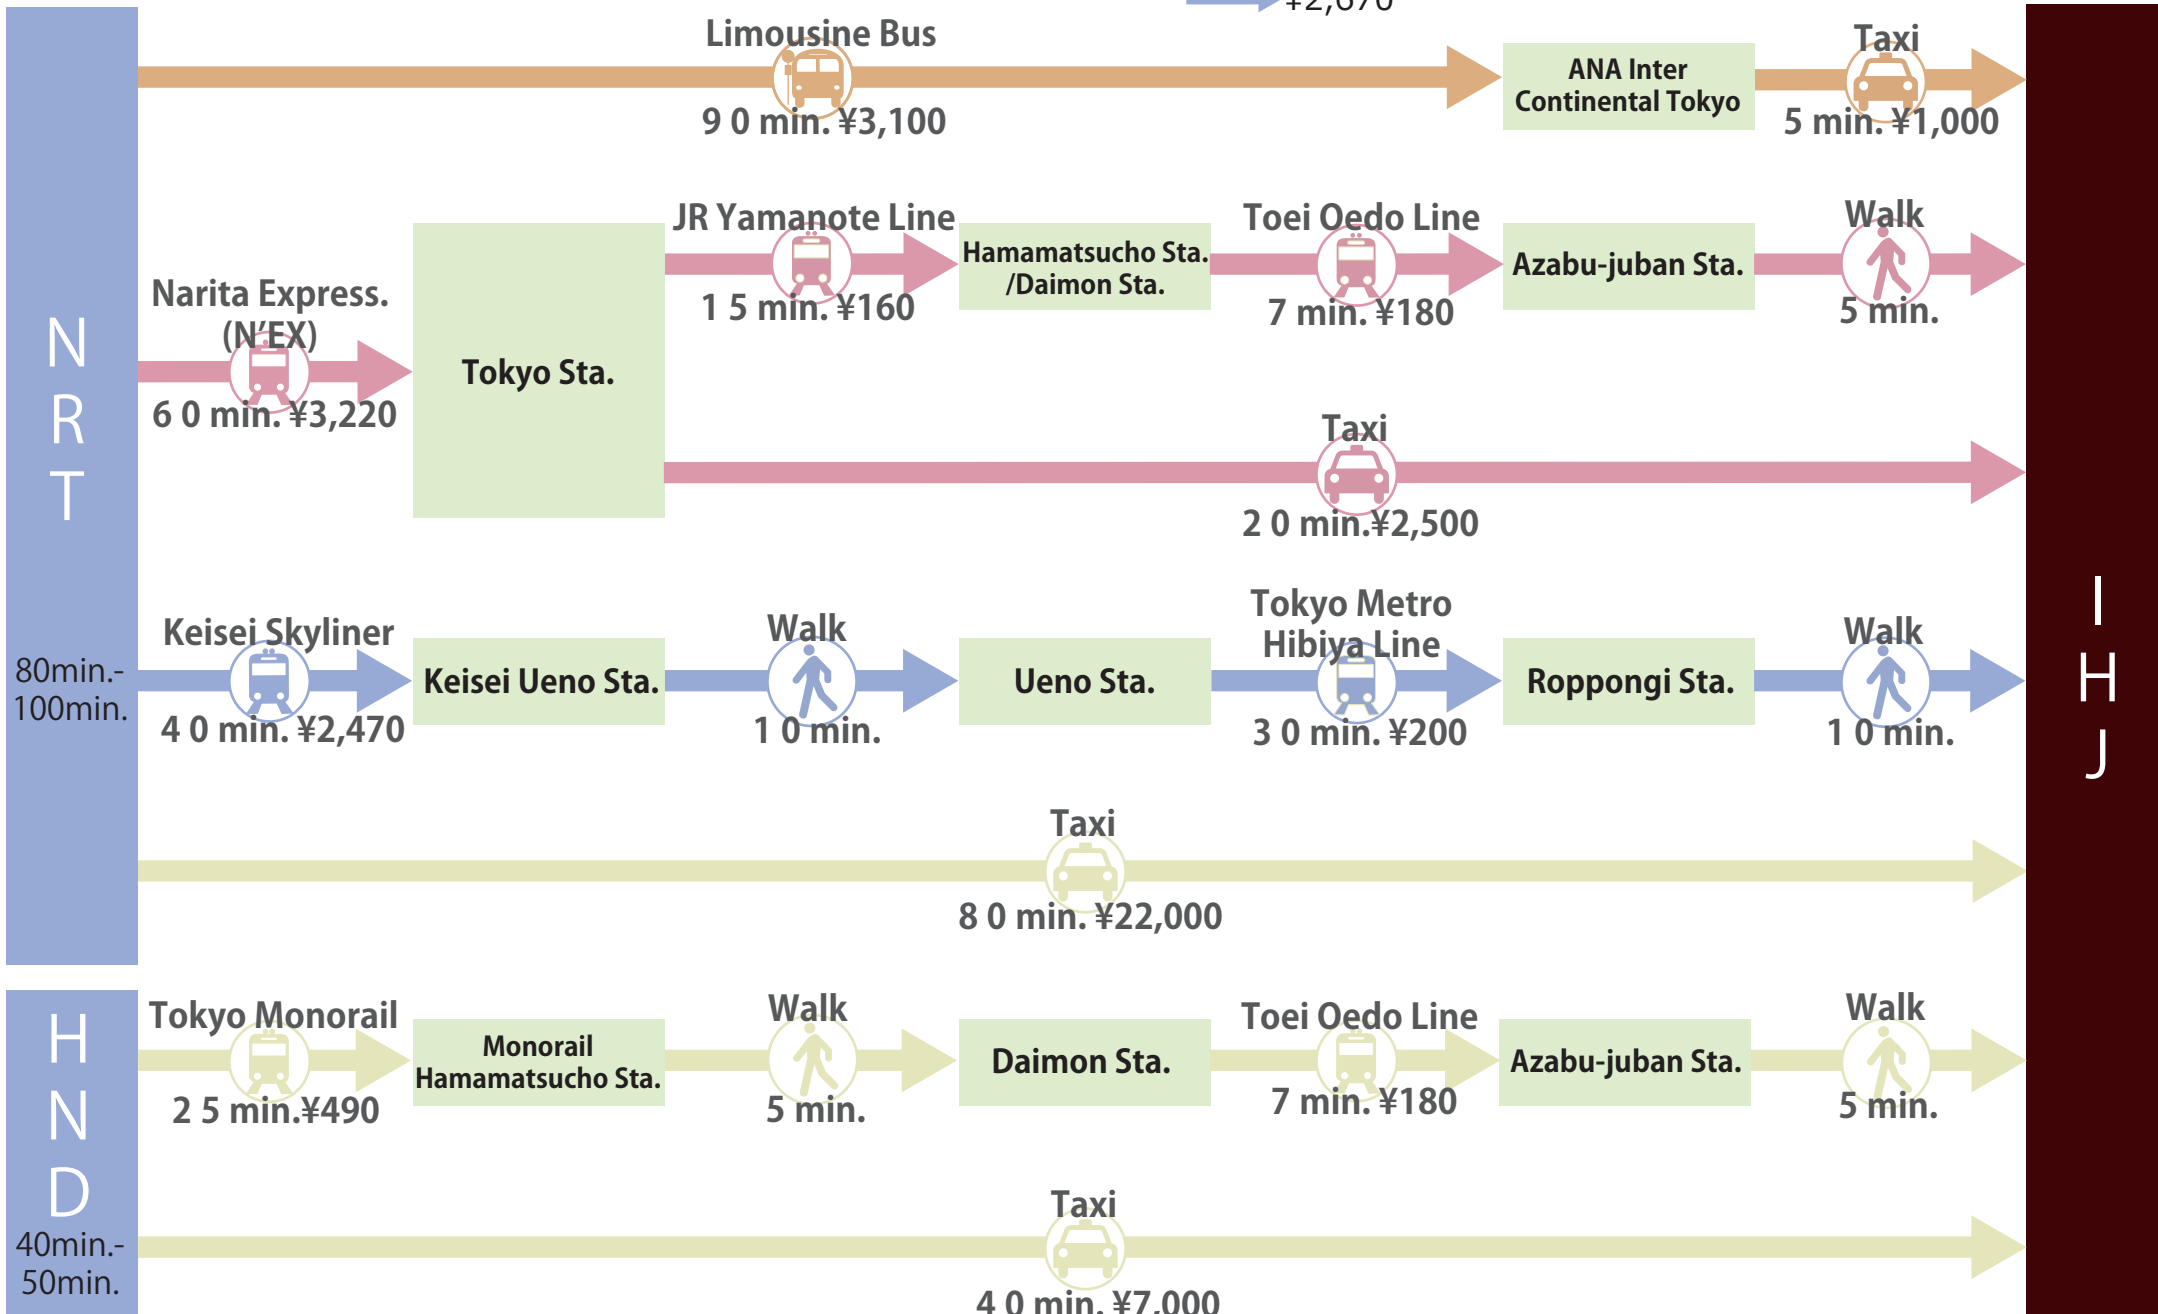 ¥2,670
Limousine Bus
9 0 min. ¥3,100
ANA Inter
Continental Tokyo
Taxi
5 min. ¥1,000
N
R
T
80min.-
100min.
Narita Express.
(N'EX)
6 0 min. ¥3,220
Tokyo Sta.
JR Yamanote Line
1 5 min. ¥160
Hamamatsucho Sta.
/Daimon Sta.
Toei Oedo Line
7 min. ¥180
Azabu-juban Sta.
Walk
5 min.
Taxi
2 0 min.¥2,500
Keisei Skyliner
4 0 min. ¥2,470
Keisei Ueno Sta.
Walk
1 0 min.
Ueno Sta.
Tokyo Metro
Hibiya Line
3 0 min. ¥200
Roppongi Sta.
Walk
1 0 min.
Taxi
8 0 min. ¥22,000
H
N
D
40min.-
50min.
Tokyo Monorail
2 5 min.¥490
Monorail
Hamamatsucho Sta.
Walk
5 min.
Daimon Sta.
Toei Oedo Line
7 min. ¥180
Azabu-juban Sta.
Walk
5 min.
Taxi
4 0 min. ¥7,000
I
H
J